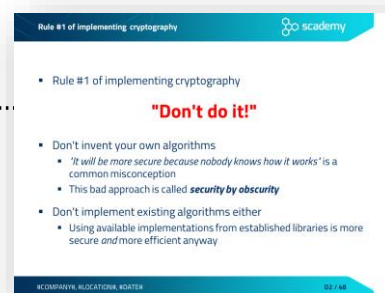 Rule #1 of implementing cryptography
scademy
Rule #1 of implementing cryptography
"Don't do it!"
Don't invent your own algorithms
'It will be more secure because nobody knows how it works' is a
common misconception
This bad approach is called security by obscurity
Don't implement existing algorithms either
Using available implementations from established libraries is more
secure and more efficient anyway
#COMPANY#, #LOCATION#, #DATE#
02 / 68